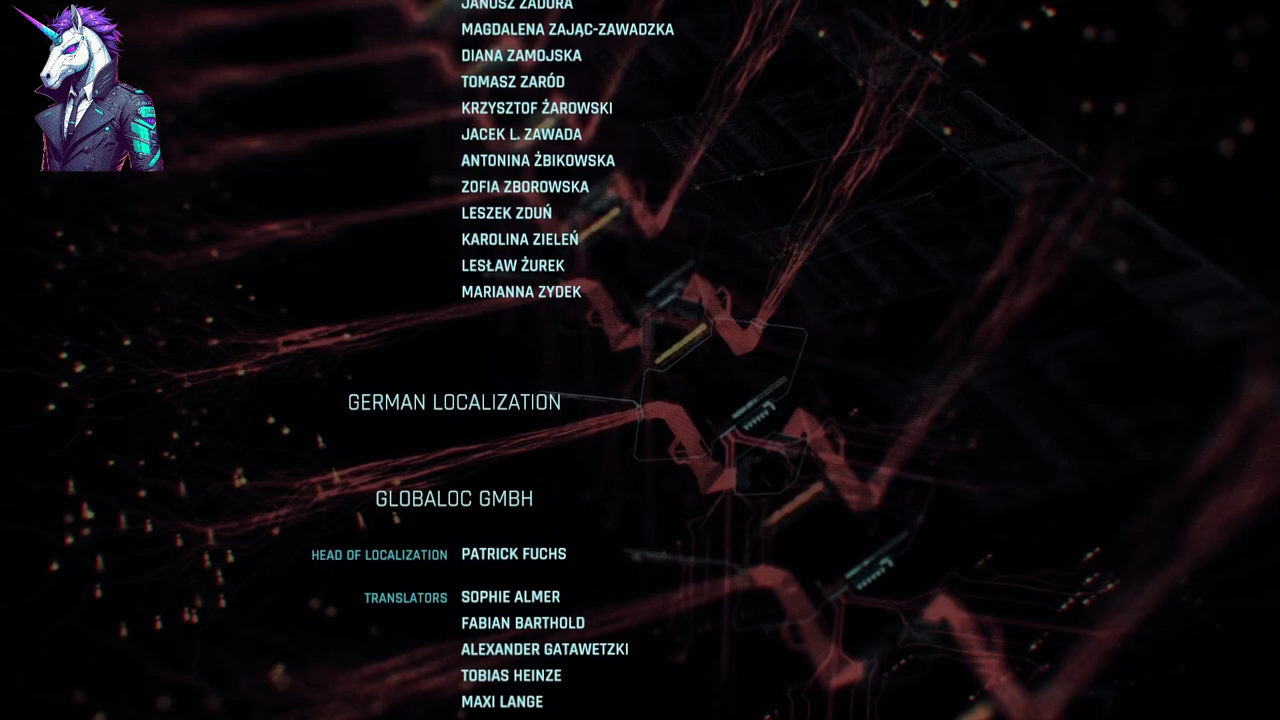 JANUSZ ZADURA
MAGDALENA ZAJĄC-ZAWADZKA
DIANA ZAMOJSKA
TOMASZ ZARÓD
KRZYSZTOF ŻAROWSKI
JACEK L. ZAWADA
ANTONINA ŻBIKOWSKA
ZOFIA ZBOROWSKA
LESZEK ZDUŃ
KAROLINA ZIELEŃ
LESŁAW ŻUREK
MARIANNA ZYDEK
GERMAN LOCALIZATION
GLOBALOC GMBH
HEAD OF LOCALIZATION PATRICK FUCHS
TRANSLATORS SOPHIE ALMER
FABIAN BARTHOLD
ALEXANDER GATAWETZKI
TOBIAS HEINZE
MAXI LANGE